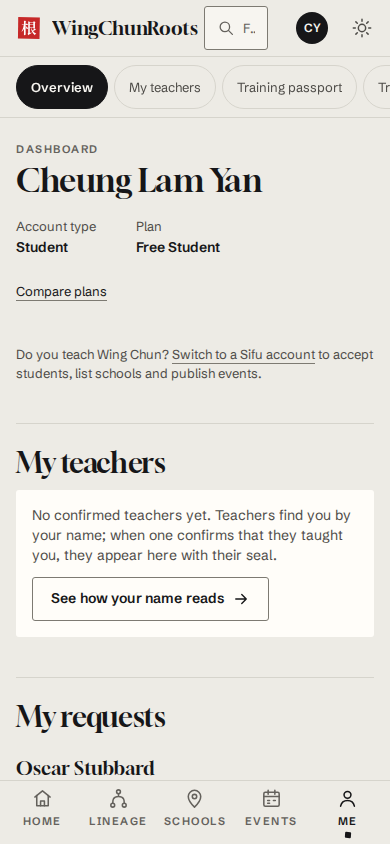 根 WingChunRoots F.. CY
Overview My teachers Training passport Tr
DASHBOARD
Cheung Lam Yan
Account type Plan
Student Free Student
Compare plans
Do you teach Wing Chun? Switch to a Sifu account to accept
students, list schools and publish events.
My teachers
No confirmed teachers yet. Teachers find you by
your name; when one confirms that they taught
you, they appear here with their seal.
See how your name reads →
My requests
Oscar Stubbard
HOME LINEAGE SCHOOLS EVENTS ME